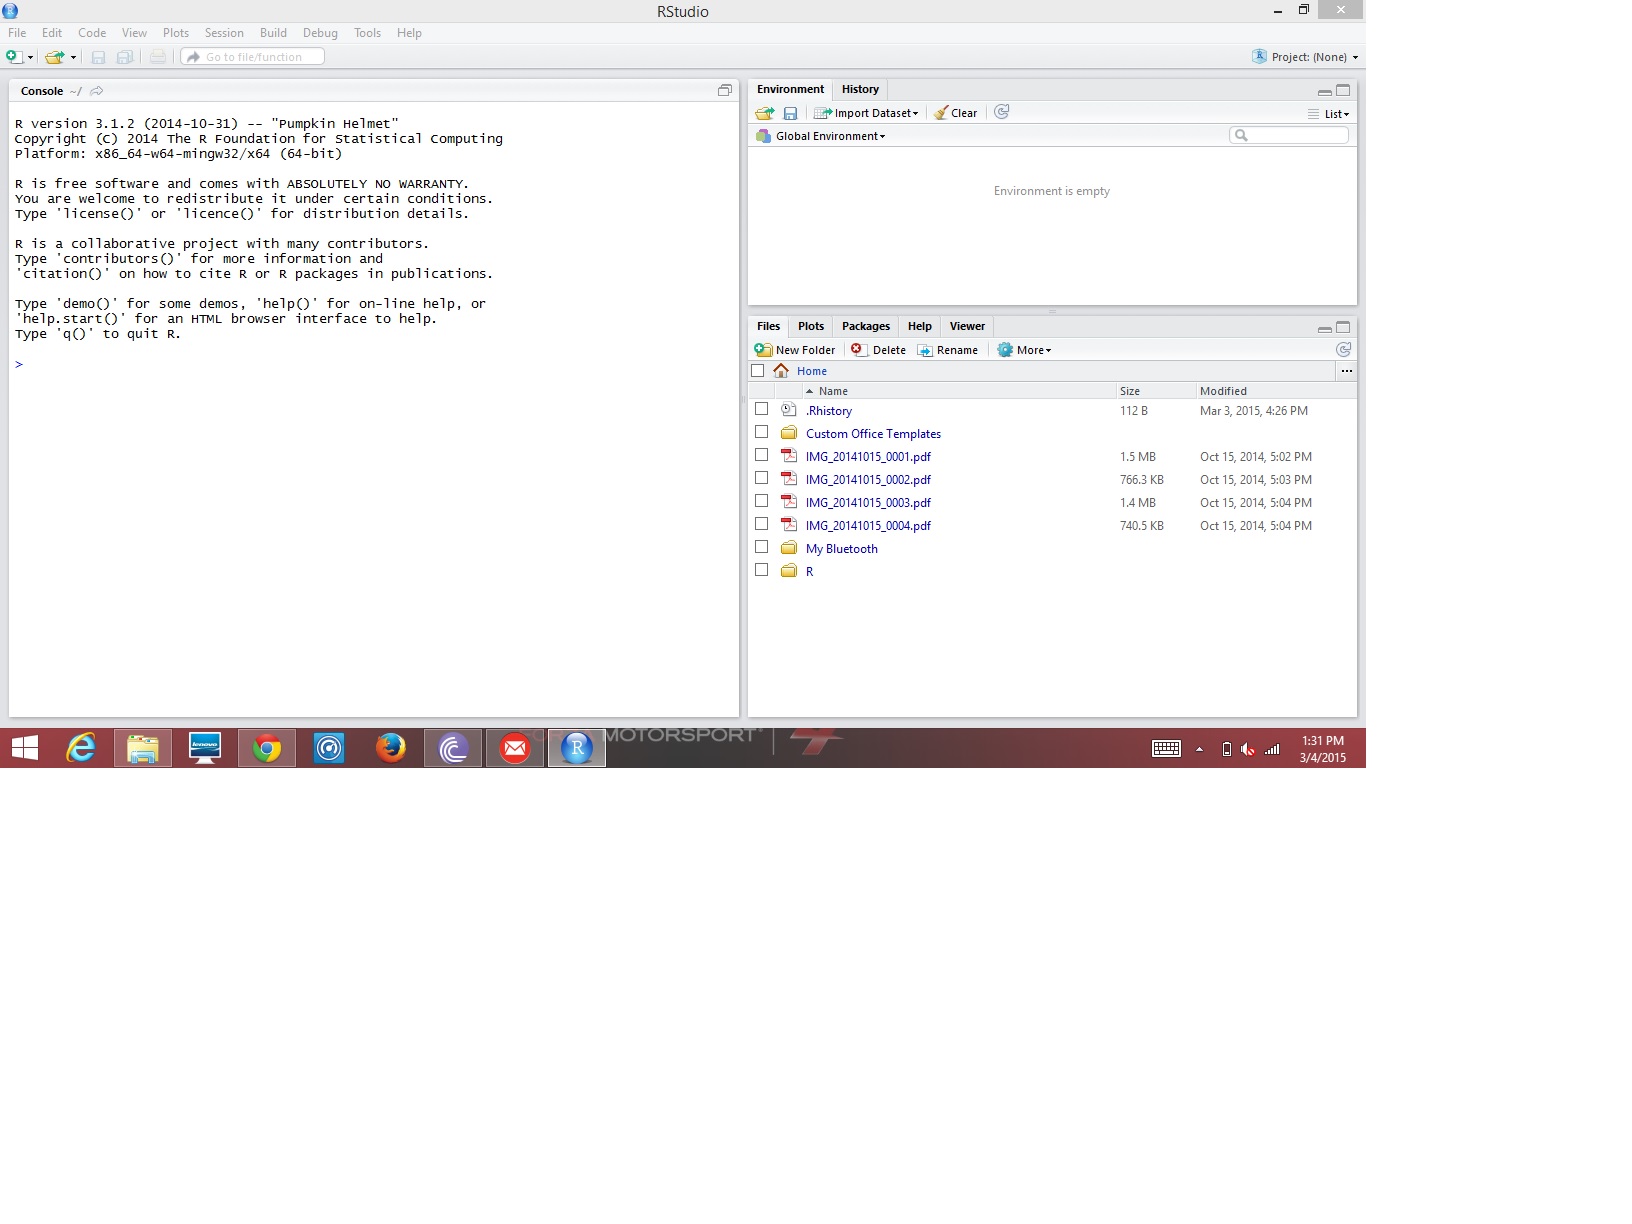 RStudio
File Edit Code View Plots Session Build Debug Tools Help
Go to file/function
Project: (None)
Console ~/
R version 3.1.2 (2014-10-31) -- "Pumpkin Helmet"
Copyright (C) 2014 The R Foundation for Statistical Computing
Platform: x86_64-w64-mingw32/x64 (64-bit)
R is free software and comes with ABSOLUTELY NO WARRANTY.
You are welcome to redistribute it under certain conditions.
Type 'license()' or 'licence()' for distribution details.
R is a collaborative project with many contributors.
Type 'contributors()' for more information and
'citation()' on how to cite R or R packages in publications.
Type 'demo()' for some demos, 'help()' for on-line help, or
'help.start()' for an HTML browser interface to help.
Type 'q()' to quit R.
>
Environment History
Import Dataset Clear List
Global Environment
Environment is empty
Files Plots Packages Help Viewer
New Folder Delete Rename More
Home ...
Name Size Modified
.Rhistory 112 B Mar 3, 2015, 4:26 PM
Custom Office Templates
IMG_20141015_0001.pdf 1.5 MB Oct 15, 2014, 5:02 PM
IMG_20141015_0002.pdf 766.3 KB Oct 15, 2014, 5:03 PM
IMG_20141015_0003.pdf 1.4 MB Oct 15, 2014, 5:04 PM
IMG_20141015_0004.pdf 740.5 KB Oct 15, 2014, 5:04 PM
My Bluetooth
R
lenovo
MOTORSPORT
1:31 PM
3/4/2015